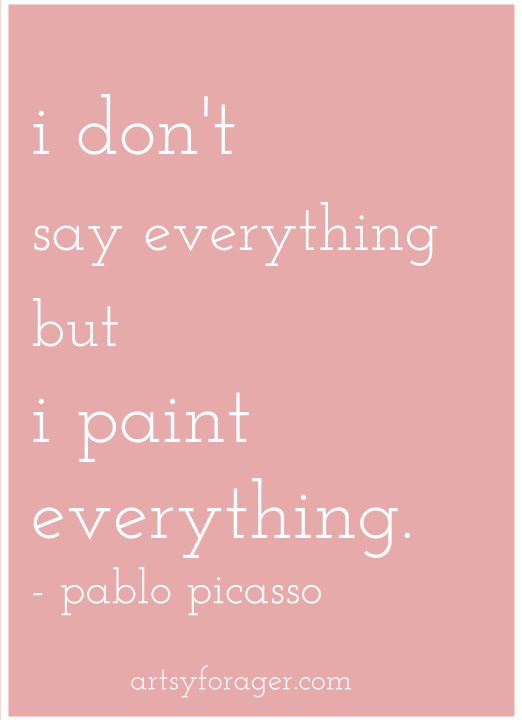 i don't
say everything
but
i paint
everything.
- pablo picasso
artsyforager.com